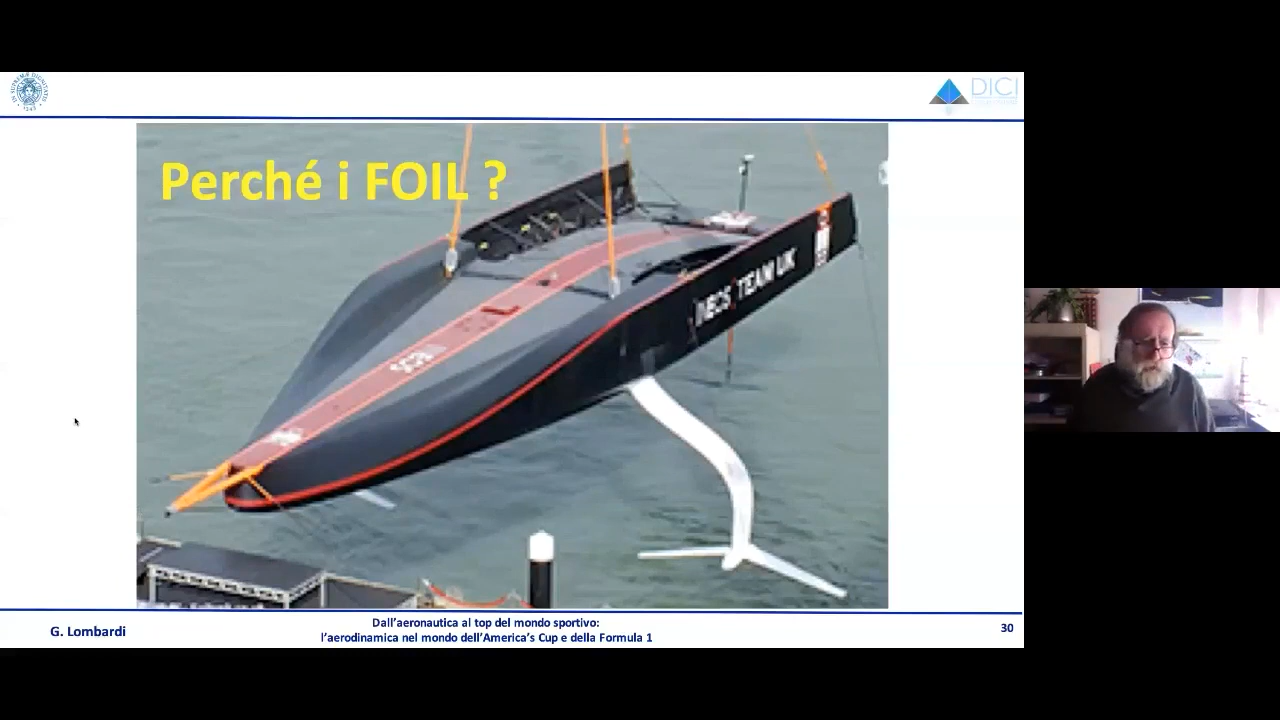 DICI
Perché i FOIL ?
INEOS TEAM UK
G. Lombardi
Dall'aeronautica al top del mondo sportivo:
l'aerodinamica nel mondo dell'America's Cup e della Formula 1
30